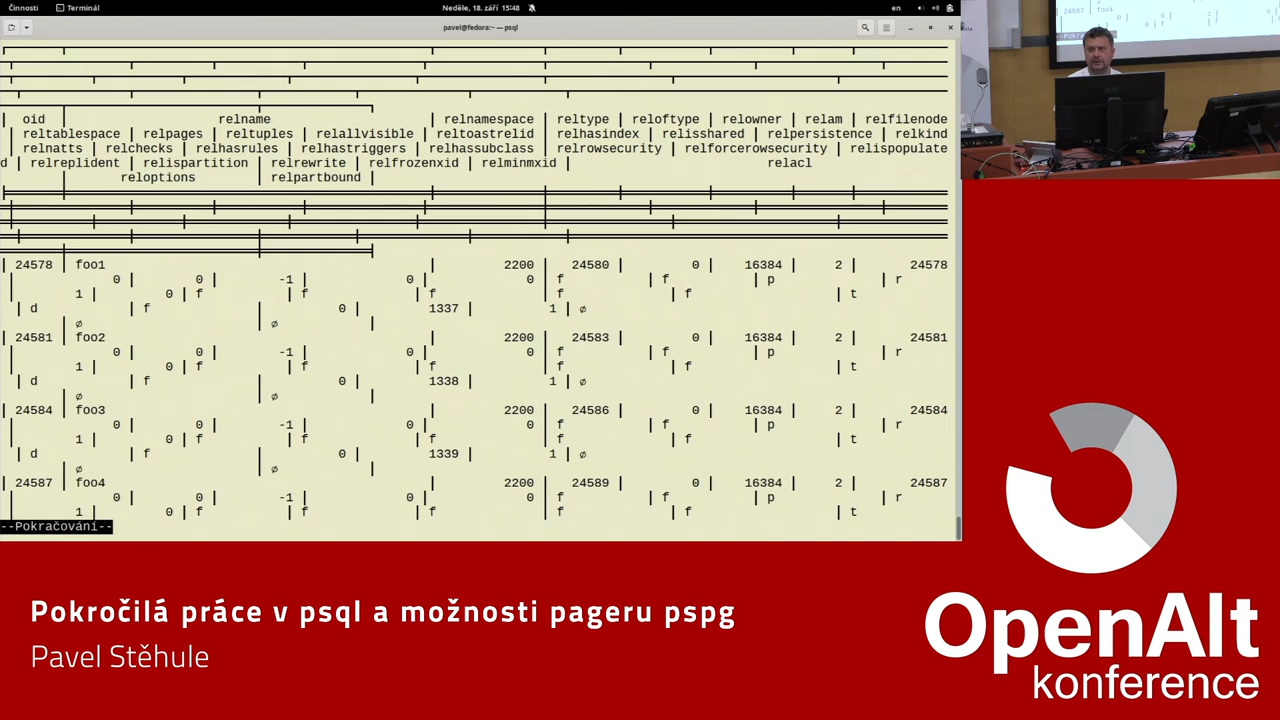 Činnosti Terminál Neděle, 18. září 15:48 en
pavel@fedora:~ — psql
| oid | relname | relnamespace | reltype | reloftype | relowner | relam | relfilenode
| reltablespace | relpages | reltuples | relallvisible | reltoastrelid | relhasindex | relisshared | relpersistence | relkind
| relnatts | relchecks | relhasrules | relhastriggers | relhassubclass | relrowsecurity | relforcerowsecurity | relispopulate
d | relreplident | relispartition | relrewrite | relfrozenxid | relminmxid | relacl
| reloptions | relpartbound |
| 24578 | foo1 | 2200 | 24580 | 0 | 16384 | 2 | 24578
| 0 | 0 | -1 | 0 | 0 | f | f | p | r
| 1 | 0 | f | f | f | f | f | t
| d | f | 0 | 1337 | 1 | ∅
| ∅ | ∅ |
| 24581 | foo2 | 2200 | 24583 | 0 | 16384 | 2 | 24581
| 0 | 0 | -1 | 0 | 0 | f | f | p | r
| 1 | 0 | f | f | f | f | f | t
| d | f | 0 | 1338 | 1 | ∅
| ∅ | ∅ |
| 24584 | foo3 | 2200 | 24586 | 0 | 16384 | 2 | 24584
| 0 | 0 | -1 | 0 | 0 | f | f | p | r
| 1 | 0 | f | f | f | f | f | t
| d | f | 0 | 1339 | 1 | ∅
| ∅ | ∅ |
| 24587 | foo4 | 2200 | 24589 | 0 | 16384 | 2 | 24587
| 0 | 0 | -1 | 0 | 0 | f | f | p | r
| 1 | 0 | f | f | f | f | f | t
--Pokračování--
Pokročilá práce v psql a možnosti pageru pspg
Pavel Stěhule
OpenAlt
konference